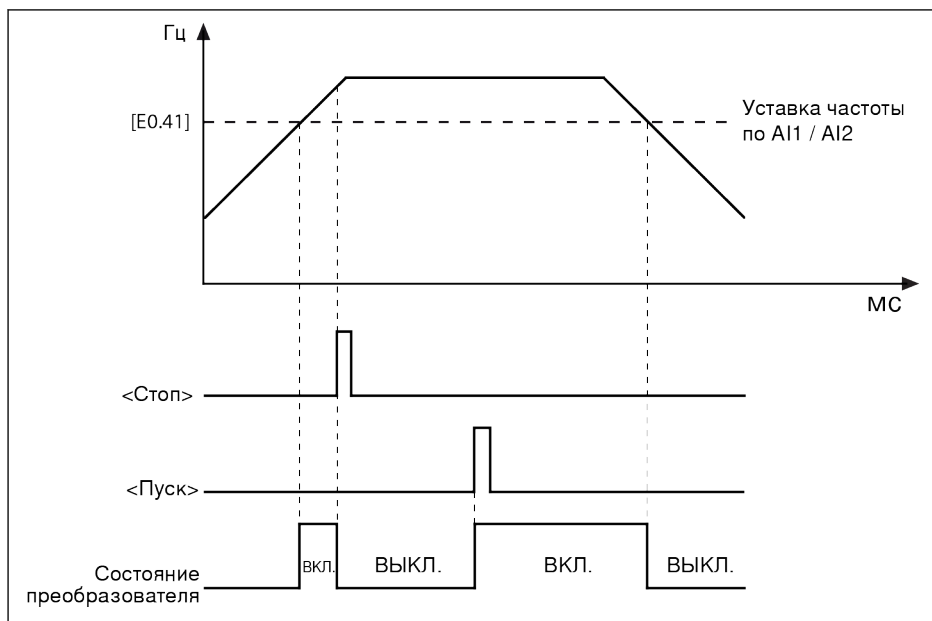 Гц
[E0.41]
Уставка частоты
по AI1 / AI2
мс
<Стоп>
<Пуск>
ВКЛ.
ВЫКЛ.
ВКЛ.
ВЫКЛ.
Состояние
преобразователя